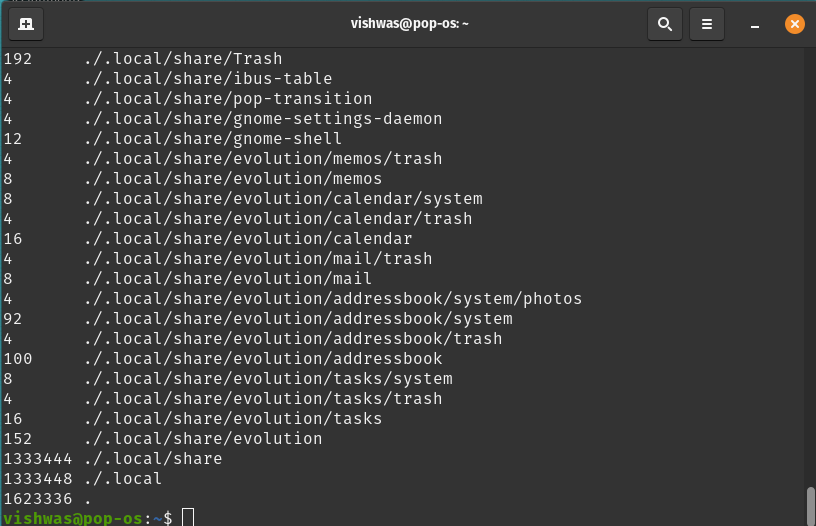 vishwas@pop-os: ~
192 ./.local/share/Trash
4 ./.local/share/ibus-table
4 ./.local/share/pop-transition
4 ./.local/share/gnome-settings-daemon
12 ./.local/share/gnome-shell
4 ./.local/share/evolution/memos/trash
8 ./.local/share/evolution/memos
8 ./.local/share/evolution/calendar/system
4 ./.local/share/evolution/calendar/trash
16 ./.local/share/evolution/calendar
4 ./.local/share/evolution/mail/trash
8 ./.local/share/evolution/mail
4 ./.local/share/evolution/addressbook/system/photos
92 ./.local/share/evolution/addressbook/system
4 ./.local/share/evolution/addressbook/trash
100 ./.local/share/evolution/addressbook
8 ./.local/share/evolution/tasks/system
4 ./.local/share/evolution/tasks/trash
16 ./.local/share/evolution/tasks
152 ./.local/share/evolution
1333444 ./.local/share
1333448 ./.local
1623336 .
vishwas@pop-os:~$